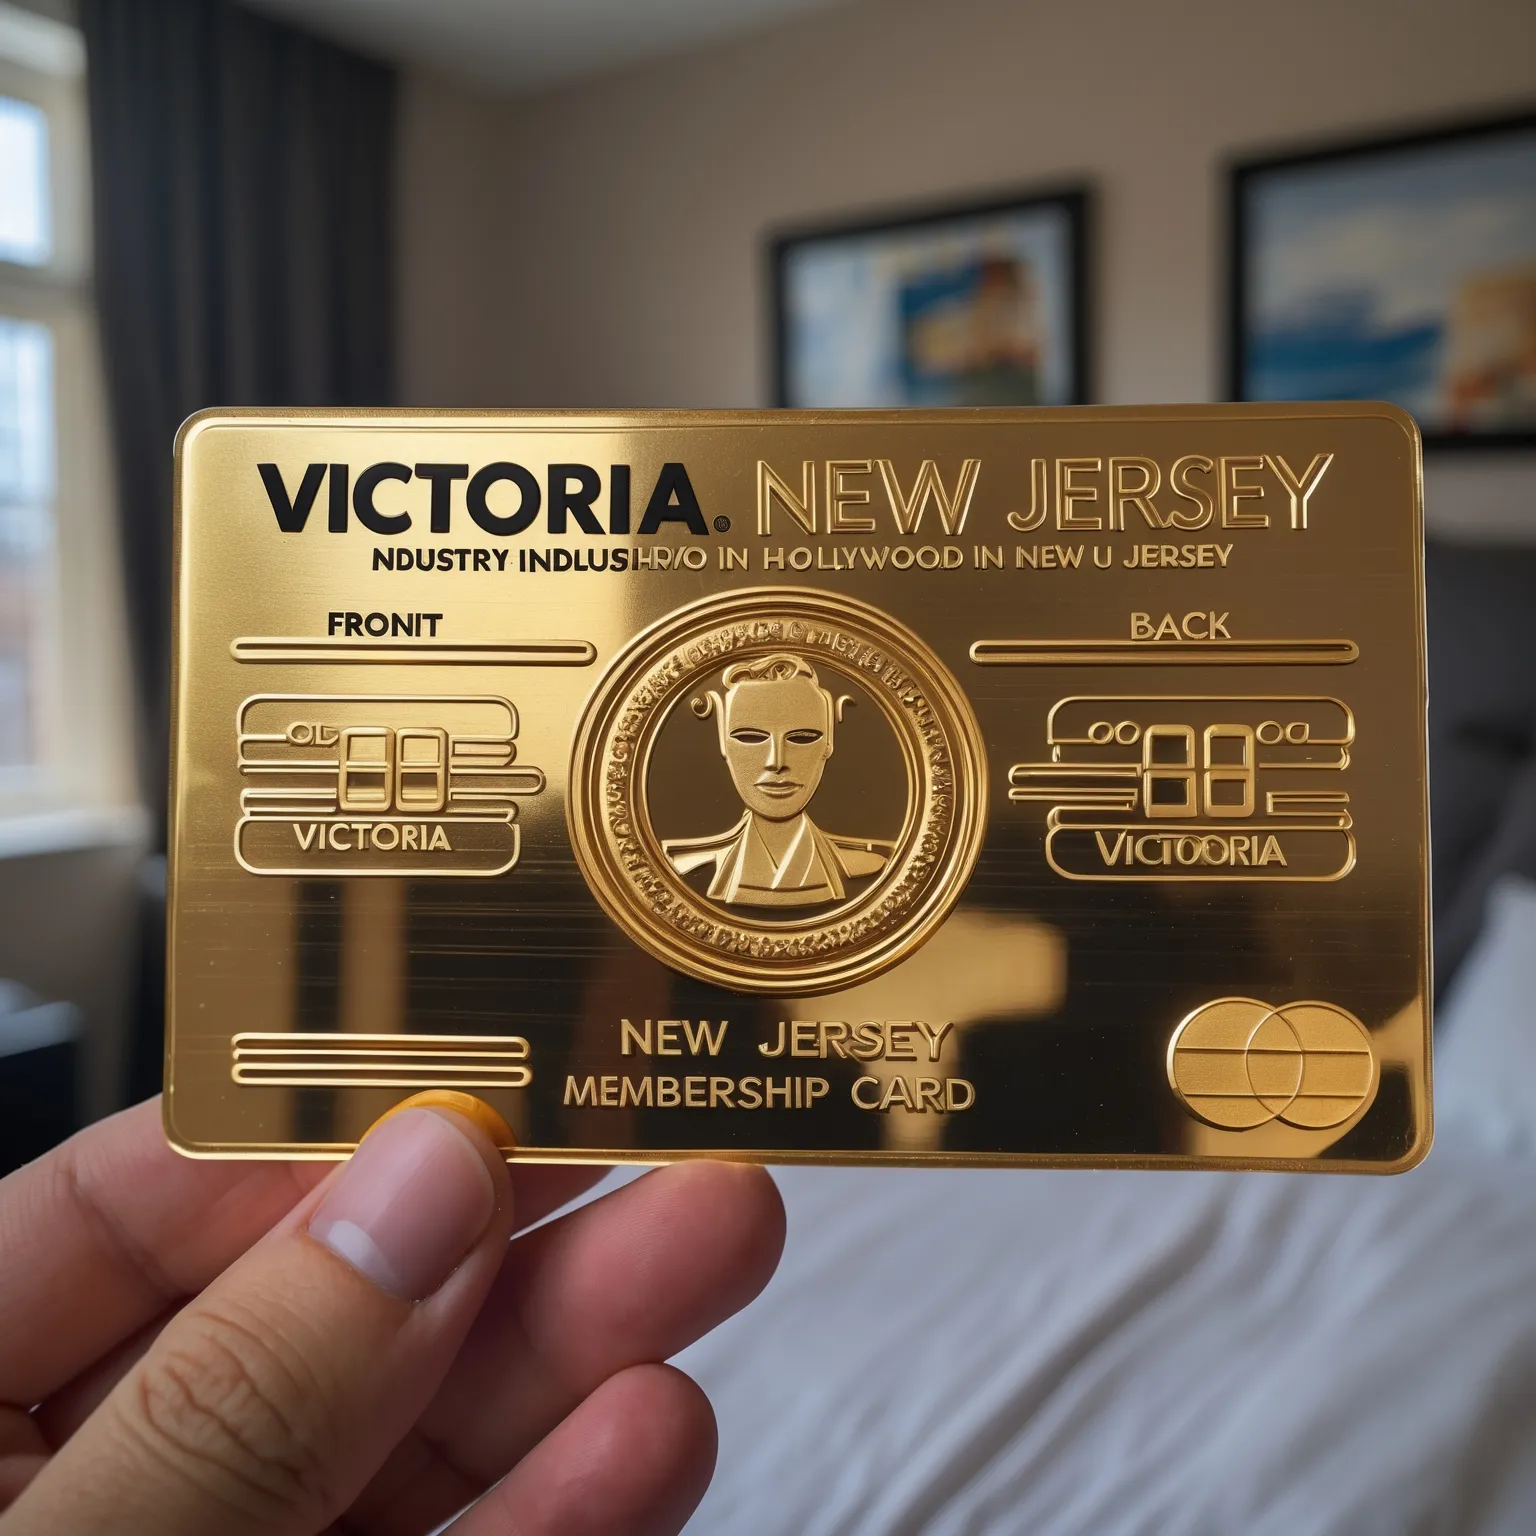 VICTORIA. NEW JERSEY
NDUSTRY INDLUSHR/O IN HOLLYWOOD IN NEW U JERSEY
FRONIT
BACK
VICTORIA
VICTOORIA
NEW JERSEY
MEMBERSHIP CARD